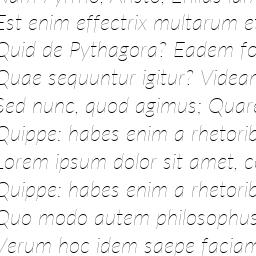 Est enim effectrix multarum et
Quid de Pythagora? Eadem fo
Quae sequuntur igitur? Videar
Sed nunc, quod agimus; Quare
Quippe: habes enim a rhetorib
Lorem ipsum dolor sit amet, c
Quippe: habes enim a rhetorib
Quo modo autem philosophus
Verum hoc idem saepe faciam